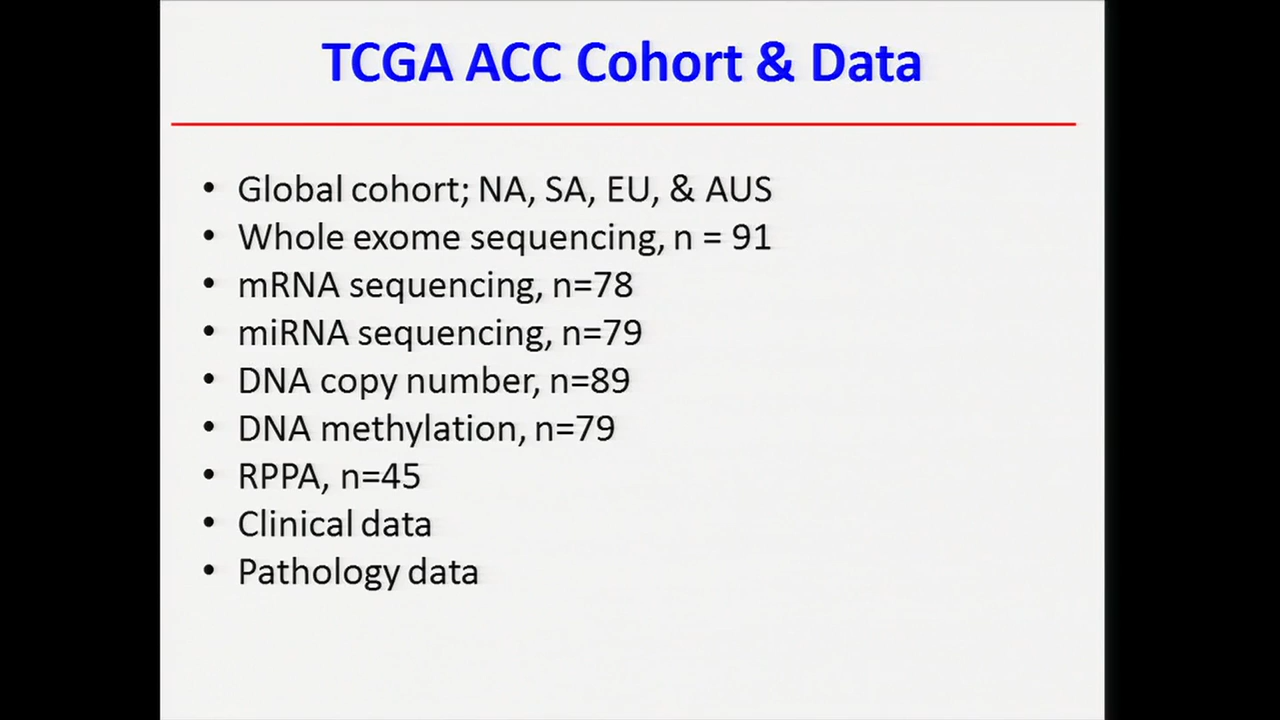 TCGA ACC Cohort & Data
• Global cohort; NA, SA, EU, & AUS
• Whole exome sequencing, n = 91
• mRNA sequencing, n=78
• miRNA sequencing, n=79
• DNA copy number, n=89
• DNA methylation, n=79
• RPPA, n=45
• Clinical data
• Pathology data